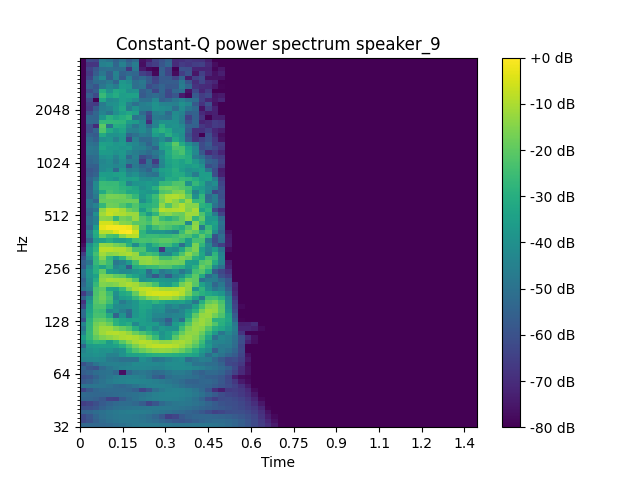 Constant-Q power spectrum speaker_9
Hz
2048
1024
512
256
128
64
32
0 0.15 0.3 0.45 0.6 0.75 0.9 1.1 1.2 1.4
Time
+0 dB
-10 dB
-20 dB
-30 dB
-40 dB
-50 dB
-60 dB
-70 dB
-80 dB